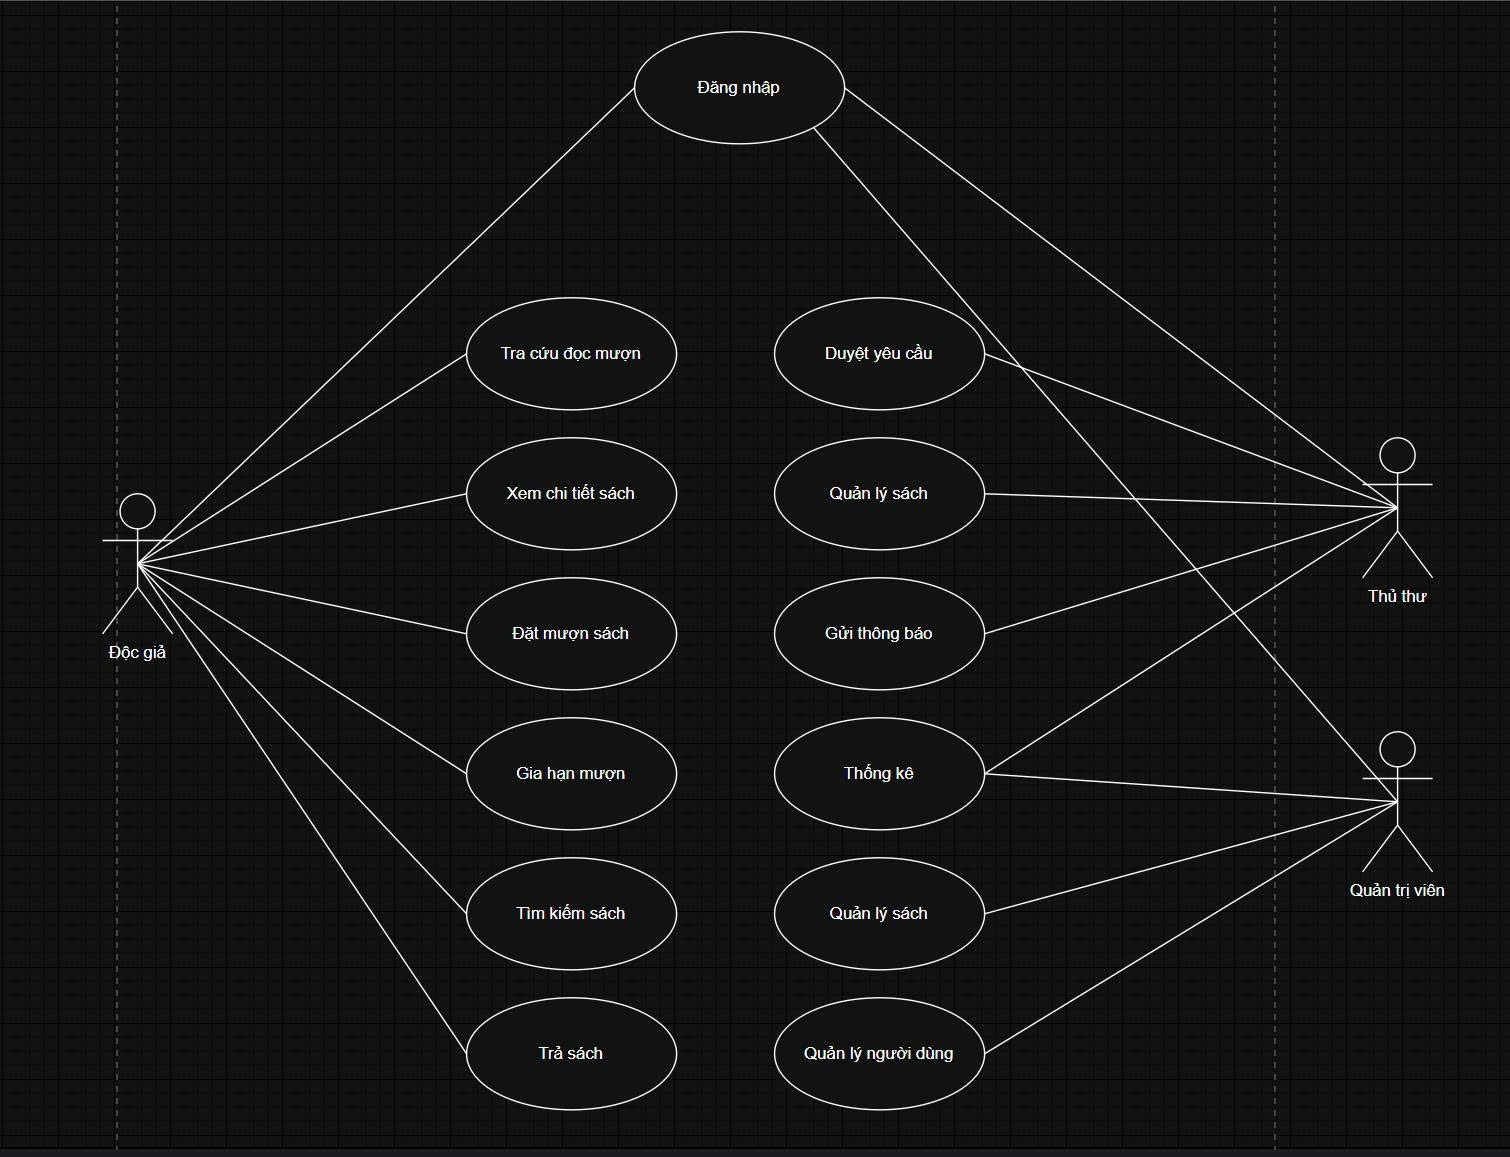 Đăng nhập
Tra cứu đọc mượn
Duyệt yêu cầu
Xem chi tiết sách
Quản lý sách
Thủ thư
Đặt mượn sách
Gửi thông báo
Độc giả
Gia hạn mượn
Thống kê
Quản trị viên
Tìm kiếm sách
Quản lý sách
Trả sách
Quản lý người dùng